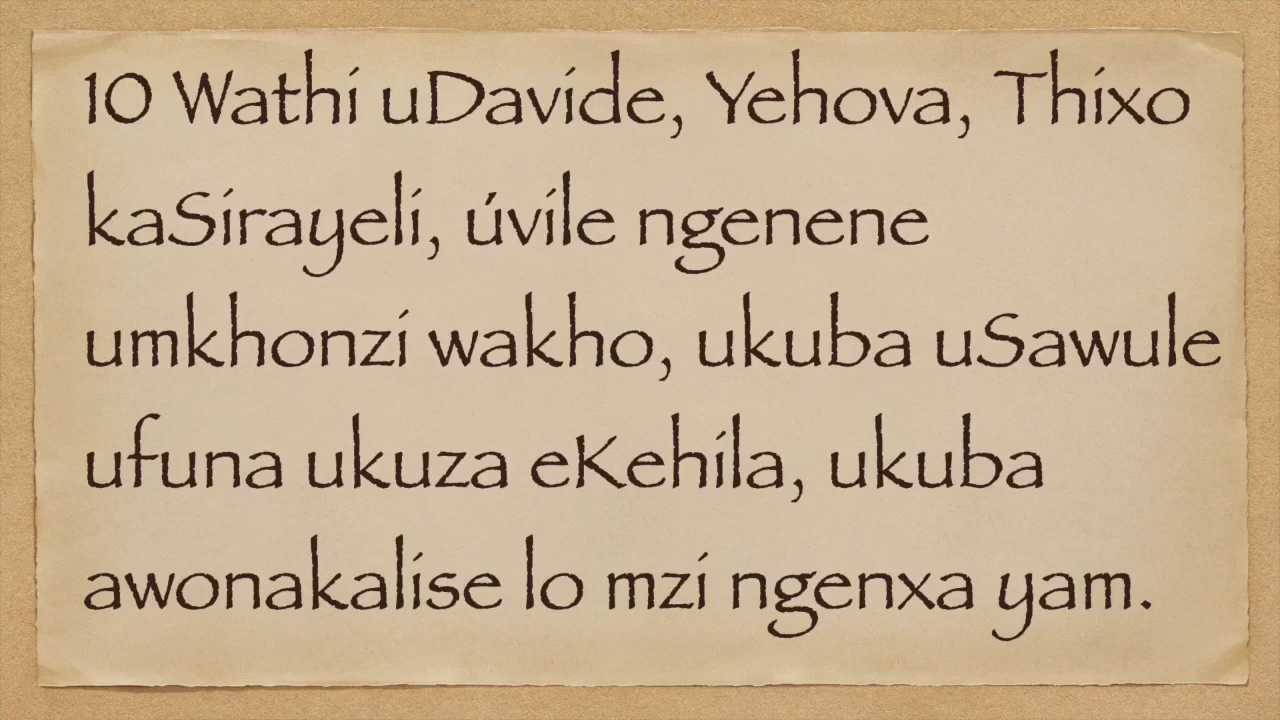 10 Wathi uDavide, Yehova, Thixo
kaSirayeli, úvile ngenene
umkhonzi wakho, ukuba uSawule
ufuna ukuza eKehila, ukuba
awonakalise lo mzi ngenxa yam.